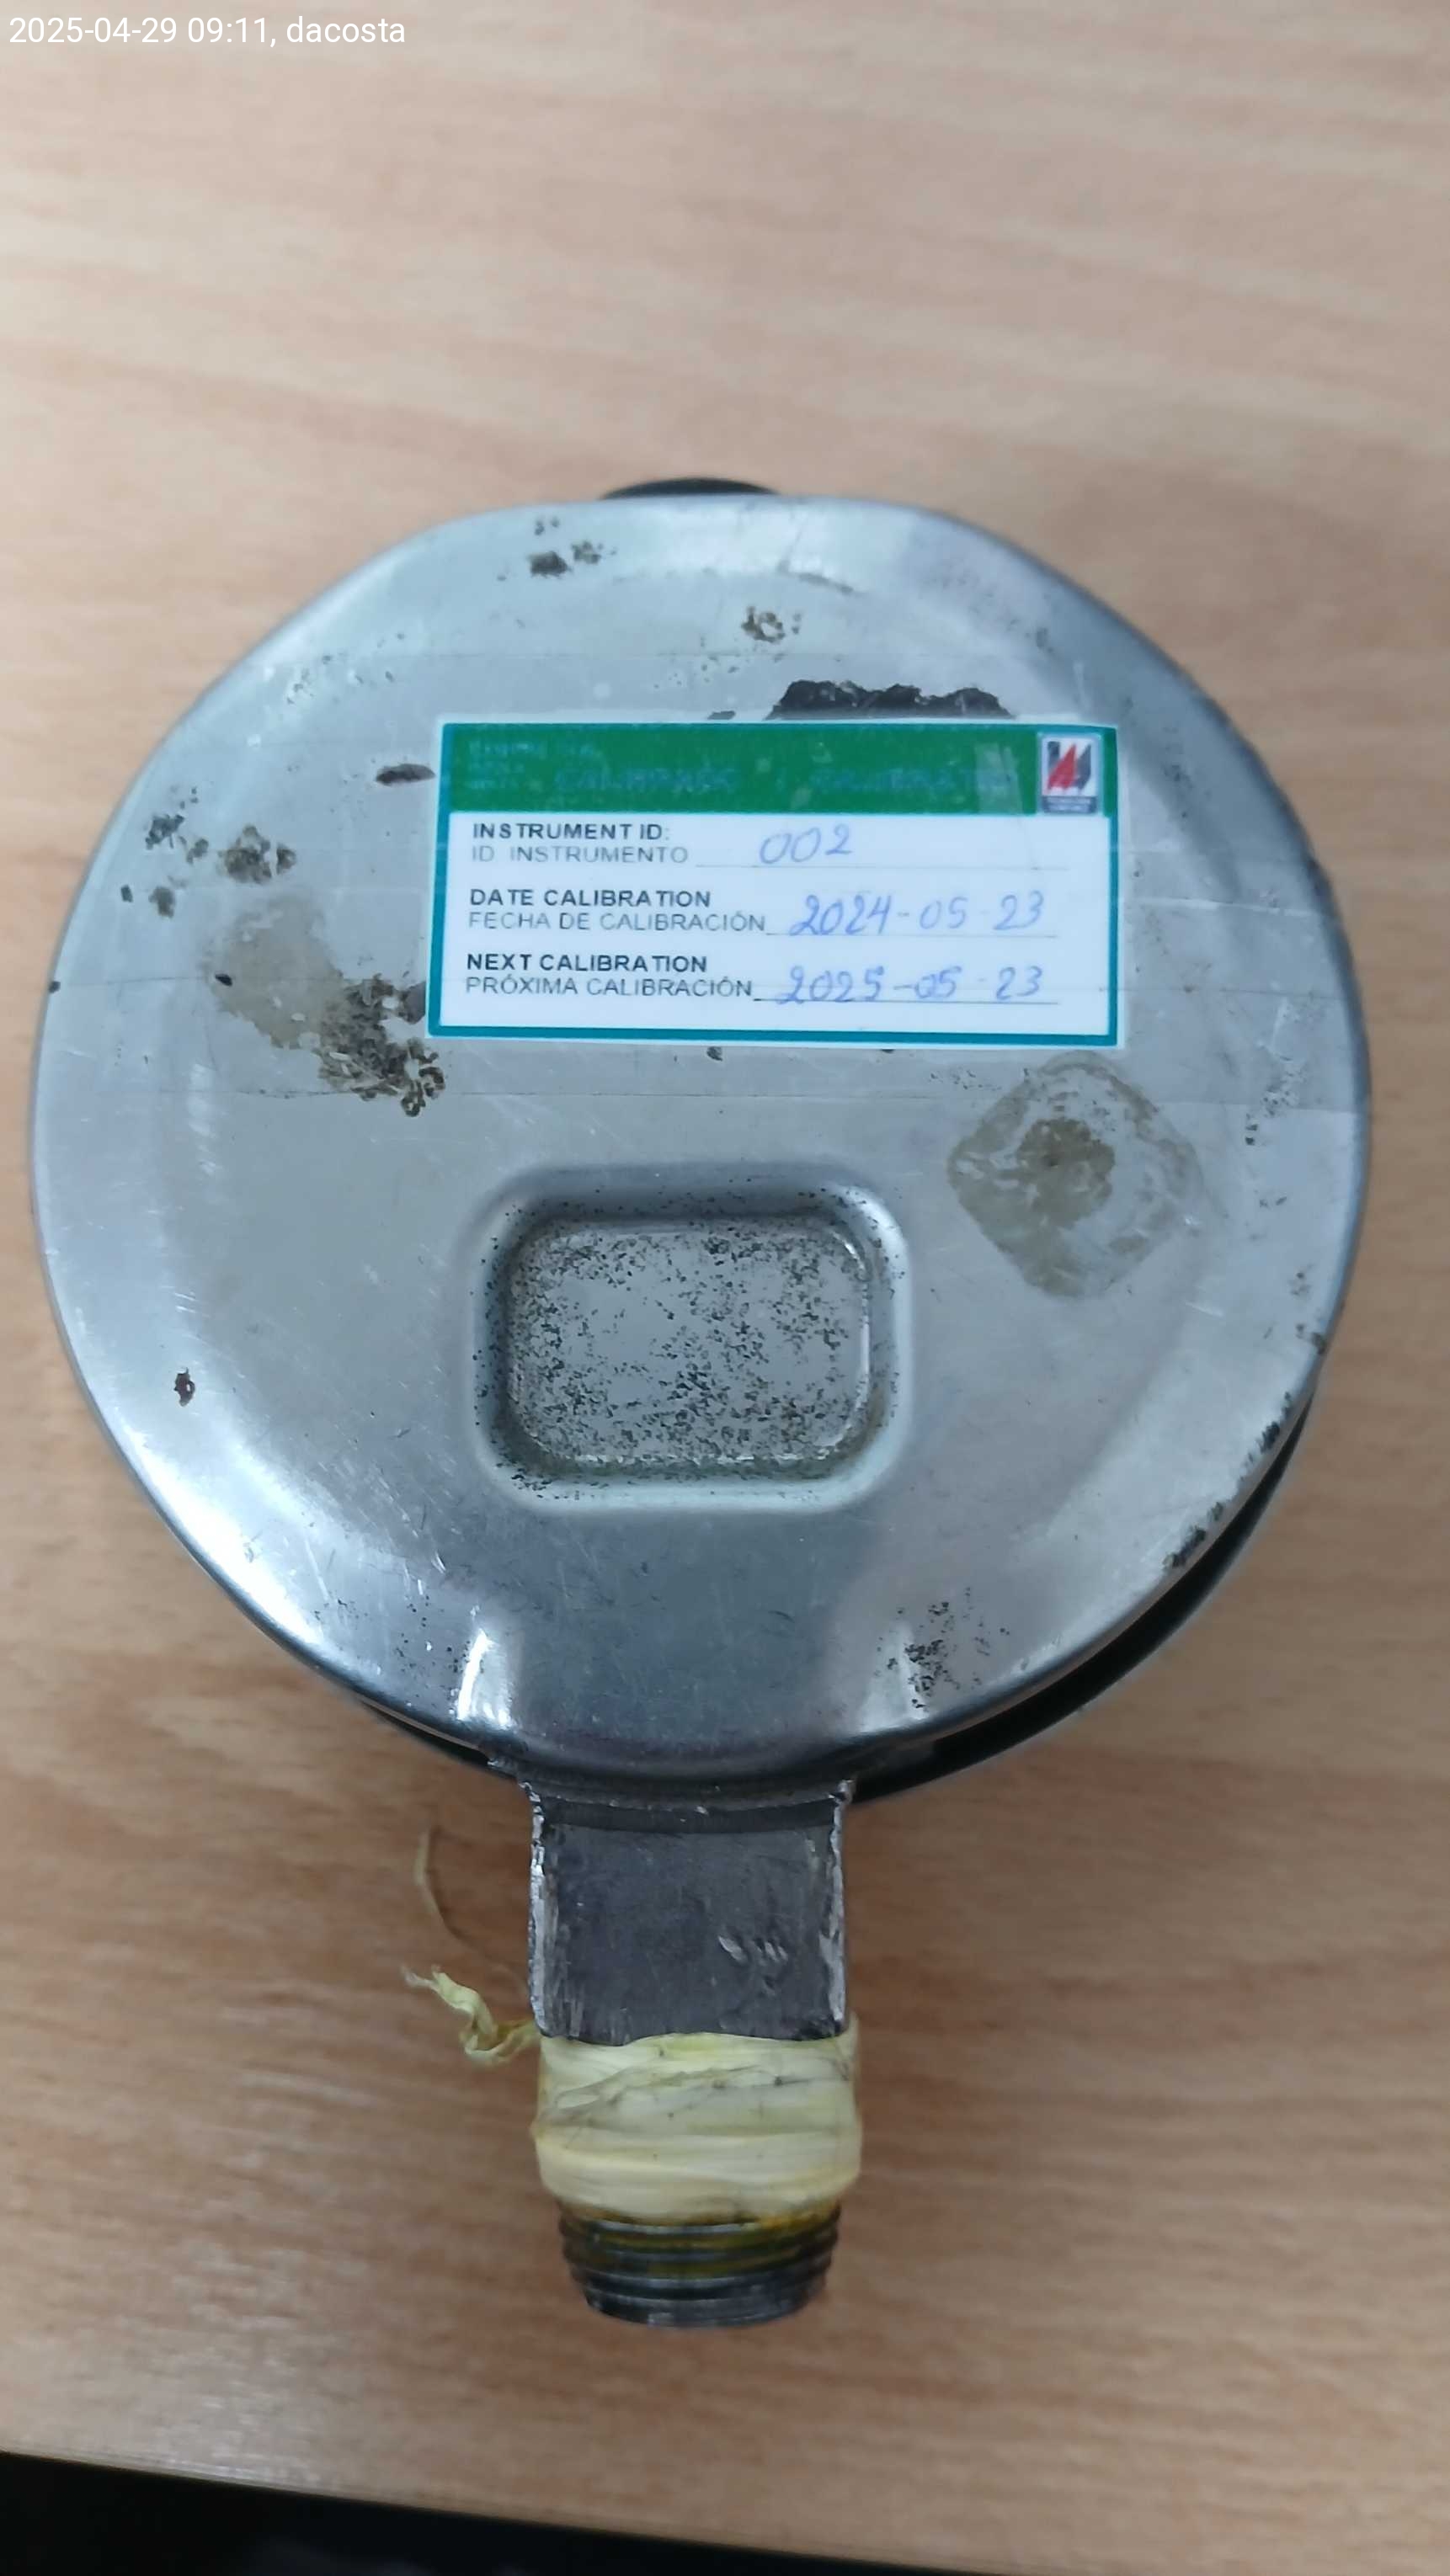 2025-04-29 09:11, dacosta
INSTRUMENT ID:
ID INSTRUMENTO 002
DATE CALIBRATION
FECHA DE CALIBRACIÓN 2024-05-23
NEXT CALIBRATION
PRÓXIMA CALIBRACIÓN 2025-05-23